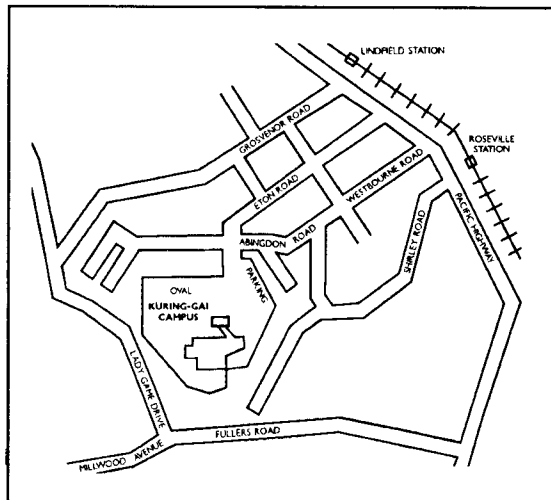 LINDFIELD STATION
ROSEVILLE
STATION
GROSVENOR ROAD
ETON ROAD
WESTBOURNE ROAD
PACIFIC HIGHWAY
ABINGDON ROAD
SHIRLEY ROAD
PARKING
OVAL
KURING-GAI
CAMPUS
LADY GAME DRIVE
FULLERS ROAD
MILLWOOD AVENUE